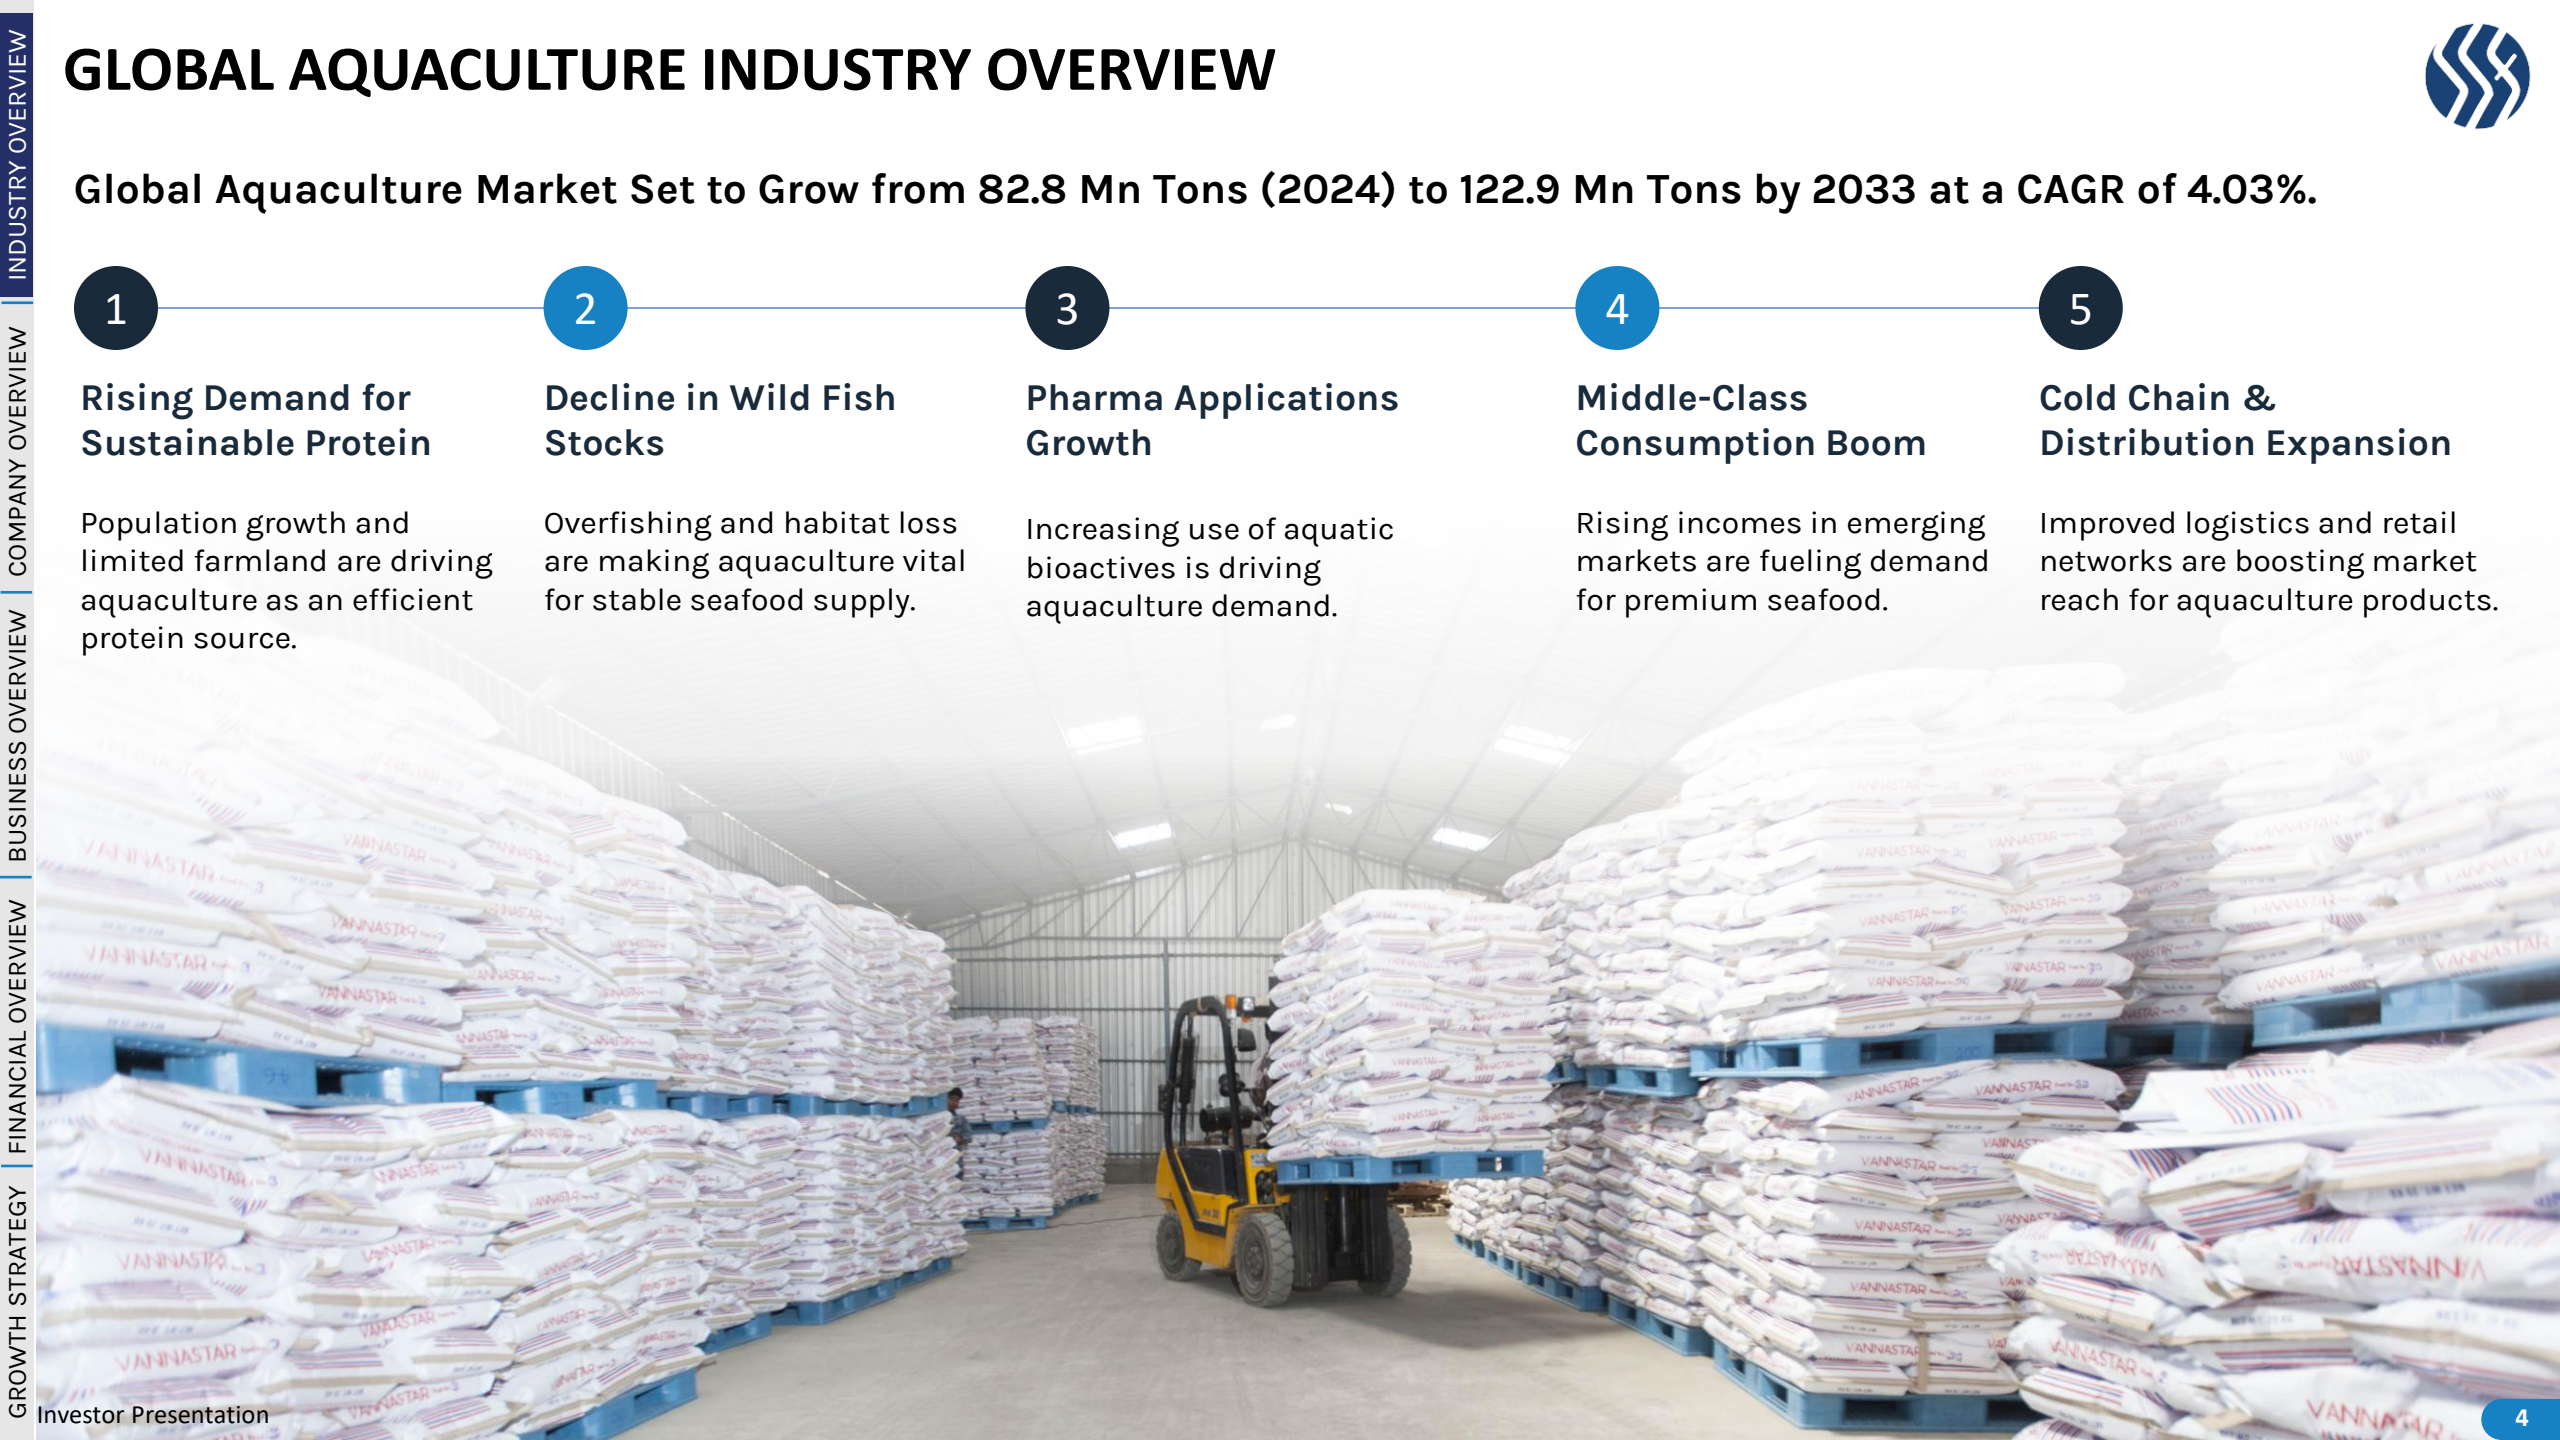 GLOBAL AQUACULTURE INDUSTRY OVERVIEW
Global Aquaculture Market Set to Grow from 82.8 Mn Tons (2024) to 122.9 Mn Tons by 2033 at a CAGR of 4.03%.
1
Rising Demand for
Sustainable Protein
Population growth and
limited farmland are driving
aquaculture as an efficient
protein source.
2
Decline in Wild Fish
Stocks
Overfishing and habitat loss
are making aquaculture vital
for stable seafood supply.
3
Pharma Applications
Growth
Increasing use of aquatic
bioactives is driving
aquaculture demand.
4
Middle-Class
Consumption Boom
Rising incomes in emerging
markets are fueling demand
for premium seafood.
5
Cold Chain &
Distribution Expansion
Improved logistics and retail
networks are boosting market
reach for aquaculture products.
INDUSTRY OVERVIEW
COMPANY OVERVIEW
BUSINESS OVERVIEW
FINANCIAL OVERVIEW
GROWTH STRATEGY
VANNASTAR
VANNASTAR
VANNASTAR
VANNASTAR
VANNASTAR
VANNASTAR
Investor Presentation
4